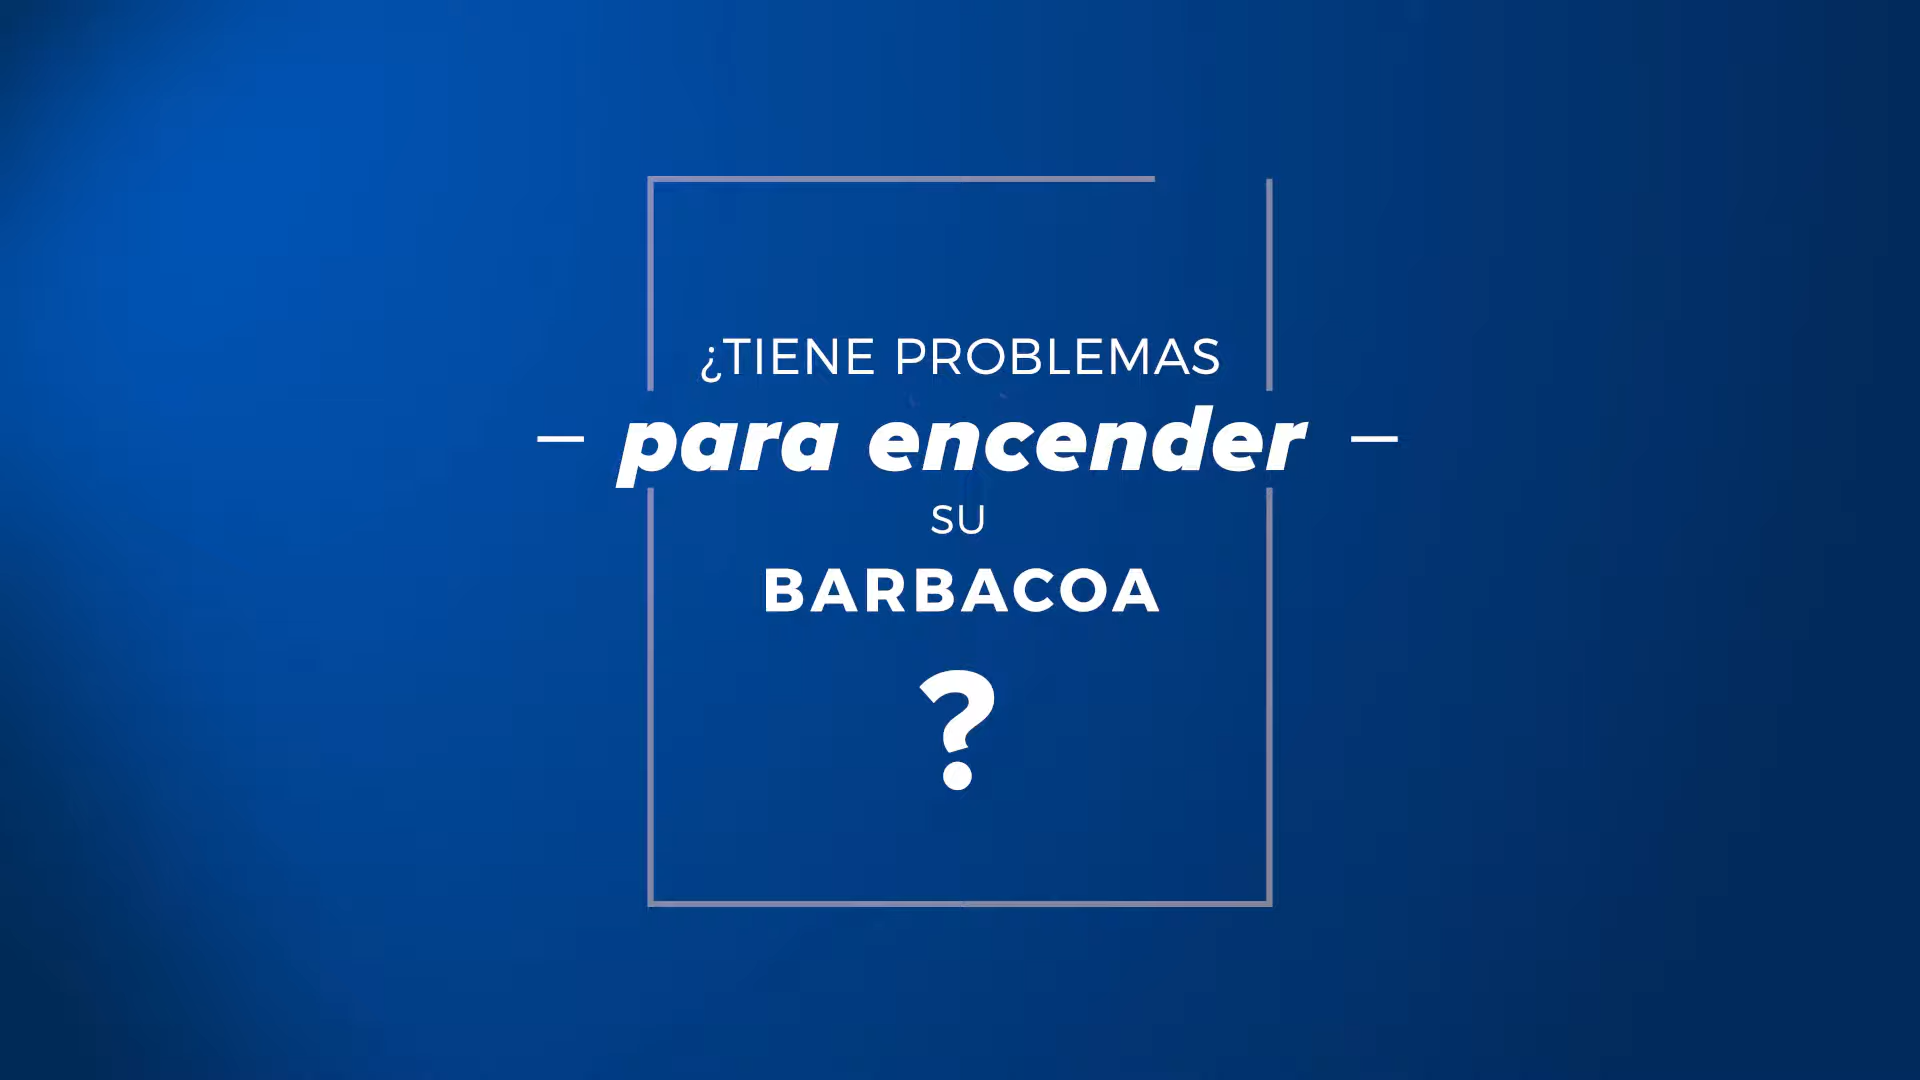 ¿TIENE PROBLEMAS
– para encender –
SU
BARBACOA
?